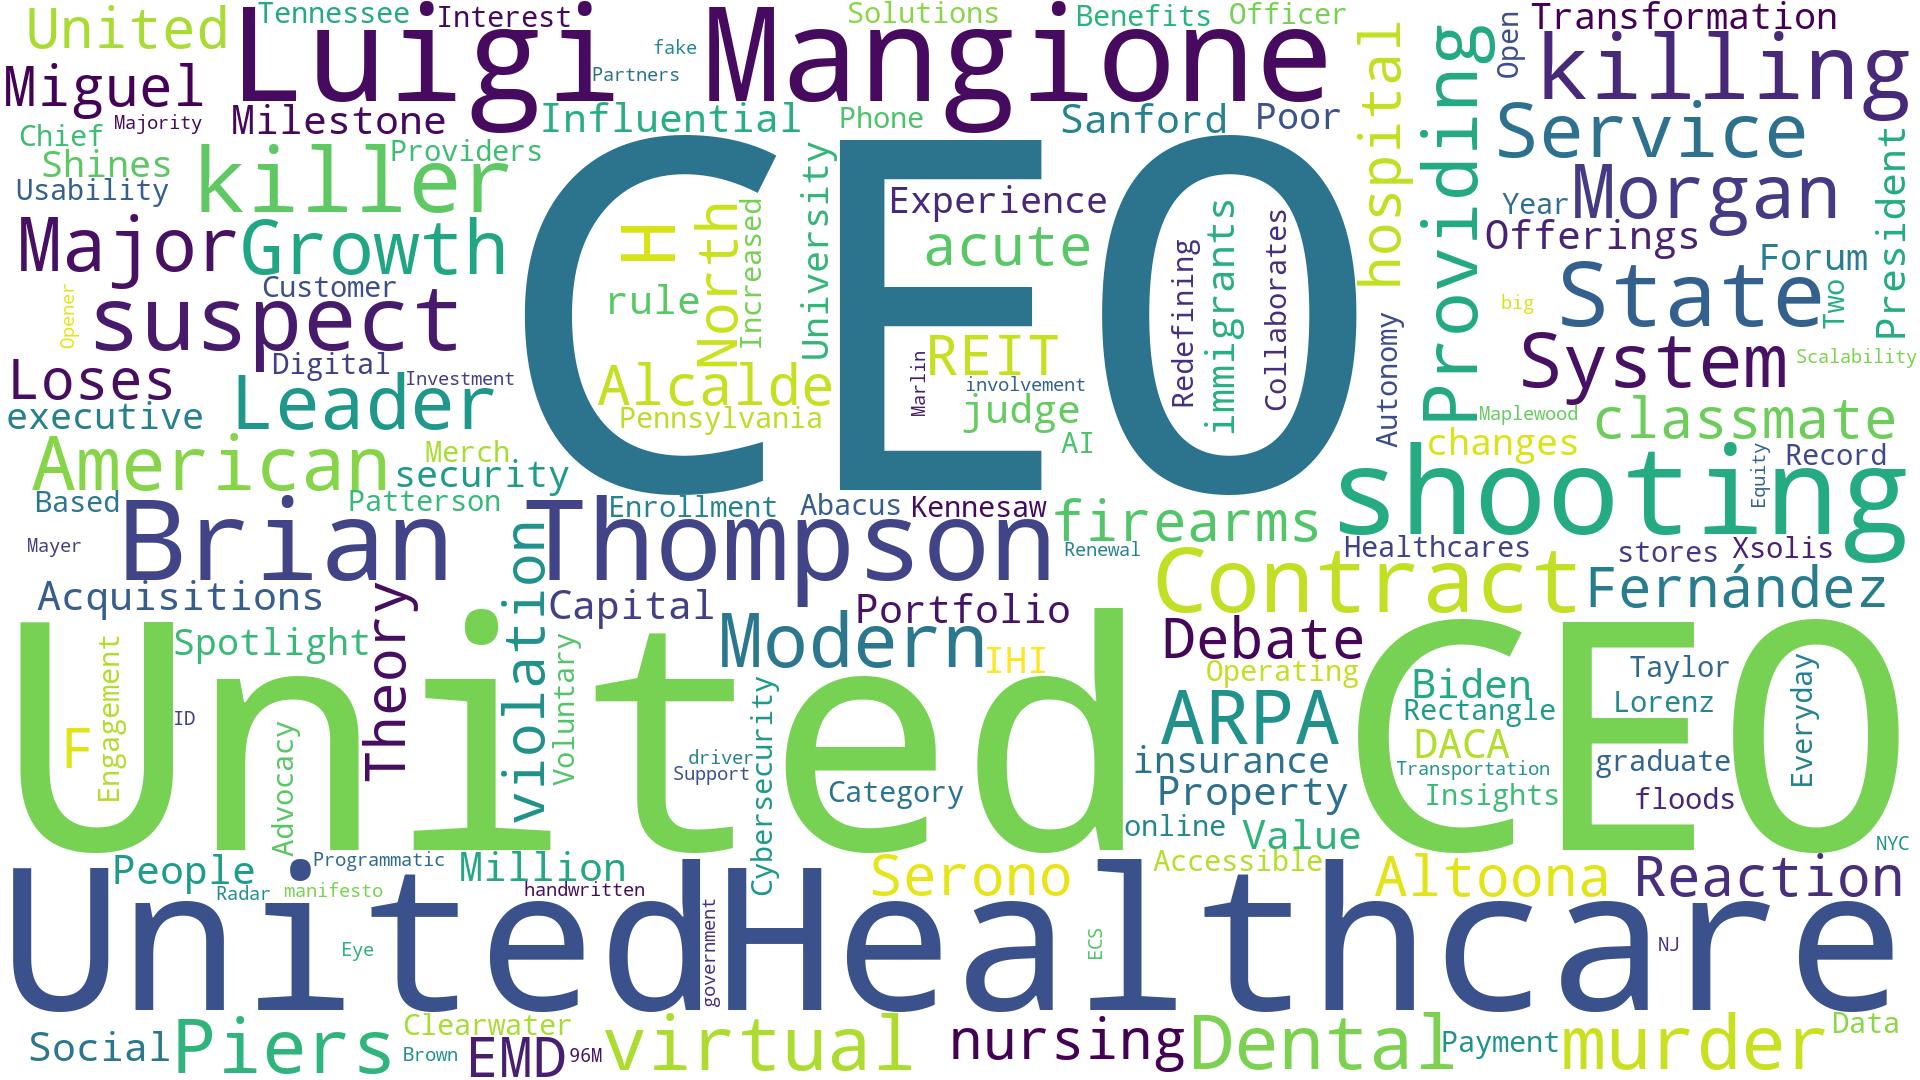 United
Tennessee
Interest
Luigi Mangione
fake
Partners
Solutions
Benefits
Officer
Transformation
Open
hospital
Providing
killing
Miguel
Majority
Milestone
Influential
Phone
Sanford
Poor
Service
Chief
Shines
Providers
Usability
killer
CEO
University
Experience
President
Morgan
Year
Offerings
Major
Growth
H
North
Increased
acute
Redefining
immigrants
Collaborates
Forum
State
Two
Customer
Opener
suspect
rule
big
Digital
REIT
Autonomy
System
Scalability
Loses
Leader
Investment
Alcalde
Marlin
involvement
executive
Pennsylvania
judge
AI
Maplewood
classmate
changes
American
Merch
security
shooting
Equity
Record
Based
Patterson
Enrollment
Abacus
Kennesaw
firearms
Brian Thompson
Mayer
Renewal
Healthcares
stores
Xsolis
Acquisitions
Theory
violation
Capital
Portfolio
Contract
Fernández
United CEO
Spotlight
Engagement
Voluntary
Modern
IHI
Debate
Operating
Biden
Taylor
Everyday
F
ID
Advocacy
Cybersecurity
ARPA
Rectangle
Lorenz
DACA
driver
Support
insurance
Transportation
graduate
Category
Property
Insights
floods
online
Value
NYC
People
Programmatic
Million
Serono
Accessible
Altoona
Reaction
Radar
manifesto
handwritten
UnitedHealthcare
government
Eye
ECS
NJ
Social
Piers
Clearwater
Brown
EMD
96M
virtual
nursing
Dental
Payment
murder
Data